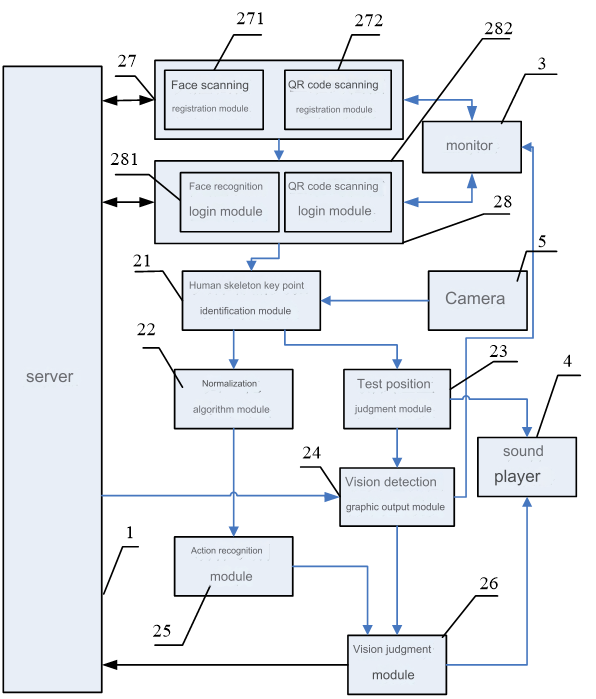 271
272
282
27
3
Face scanning
registration module
QR code scanning
registration module
monitor
281
Face recognition
login module
QR code scanning
login module
28
5
21
Human skeleton key point
identification module
Camera
22
23
4
server
Normalization
algorithm module
Test position
judgment module
24
sound
player
Vision detection
graphic output module
1
Action recognition
module
26
25
Vision judgment
module